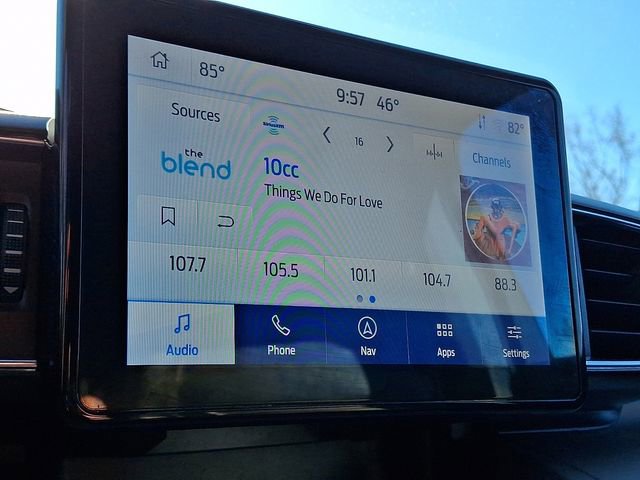 85°
9:57 46°
82°
Sources
siriusxm
16
Channels
the
blend
10cc
Things We Do For Love
107.7
105.5
101.1
104.7
88.3
Audio
Phone
Nav
Apps
Settings